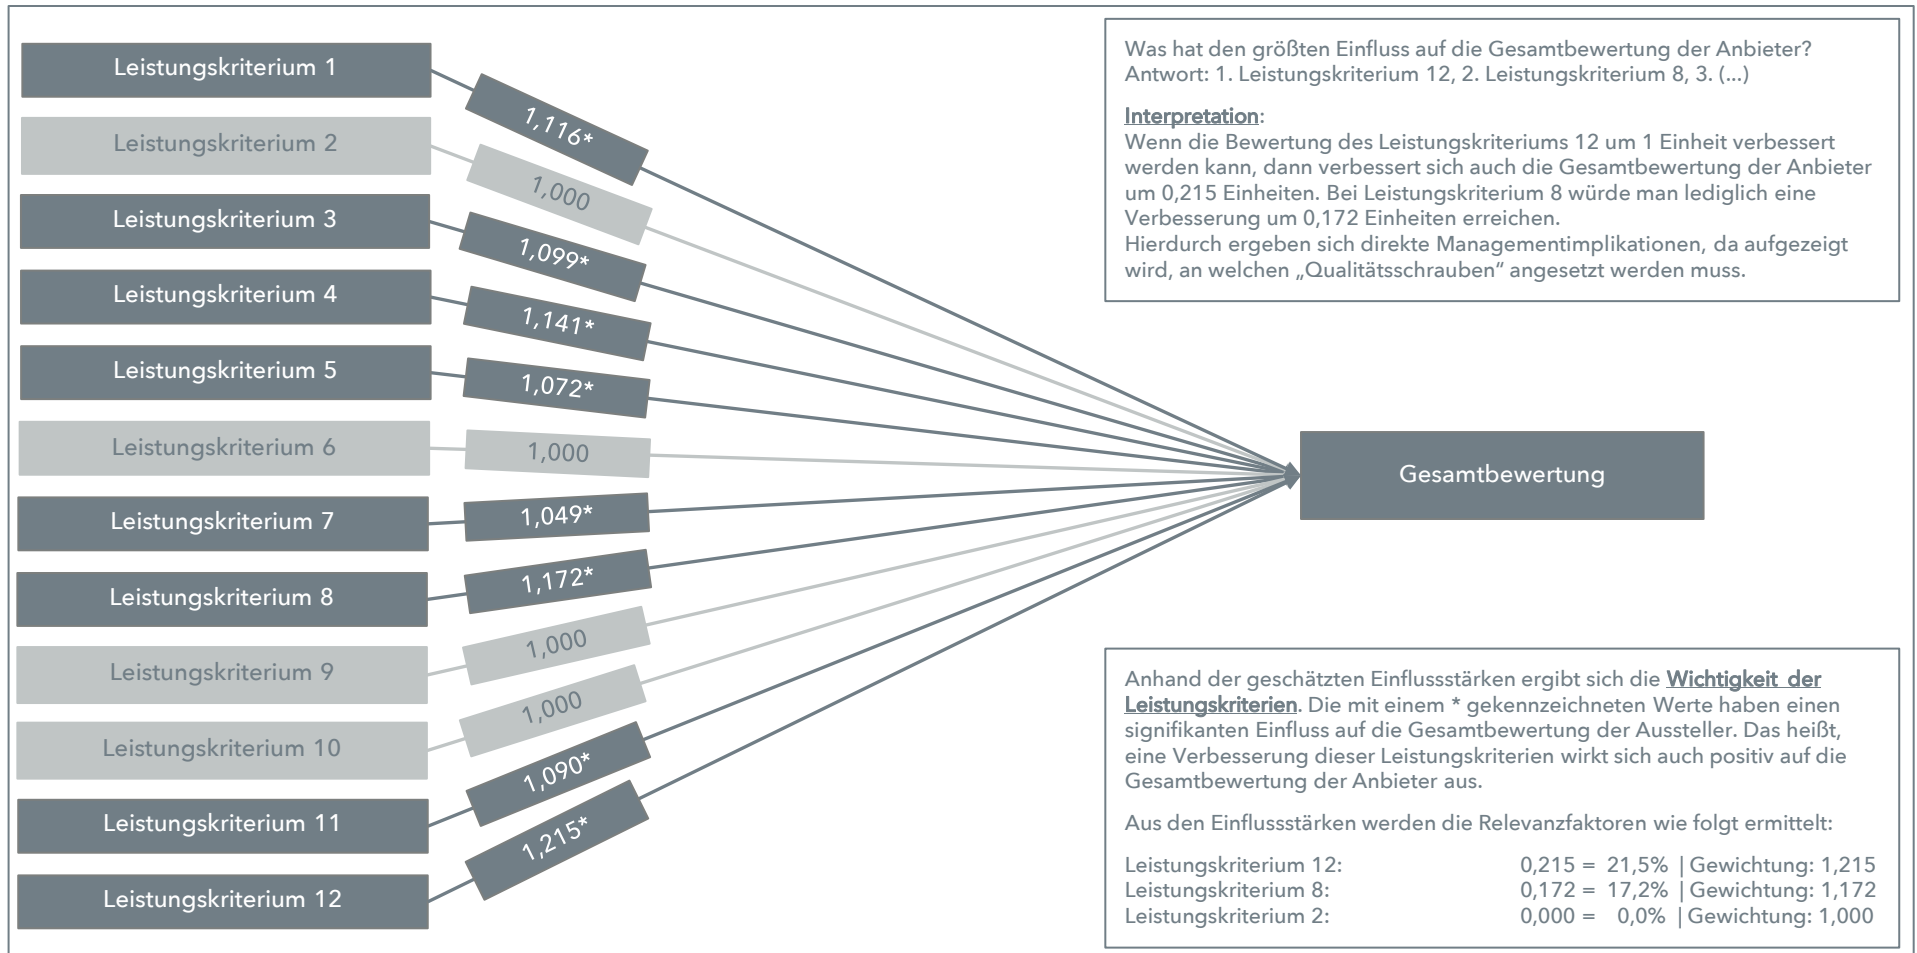 Leistungskriterium 1
1,116*
Leistungskriterium 2
1,000
Leistungskriterium 3
1,099*
Leistungskriterium 4
1,141*
Leistungskriterium 5
1,072*
Leistungskriterium 6
1,000
Leistungskriterium 7
1,049*
Leistungskriterium 8
1,172*
Leistungskriterium 9
1,000
Leistungskriterium 10
1,000
Leistungskriterium 11
1,090*
Leistungskriterium 12
1,215*
Gesamtbewertung
Was hat den größten Einfluss auf die Gesamtbewertung der Anbieter?
Antwort: 1. Leistungskriterium 12, 2. Leistungskriterium 8, 3. (...)
Interpretation:
Wenn die Bewertung des Leistungskriteriums 12 um 1 Einheit verbessert
werden kann, dann verbessert sich auch die Gesamtbewertung der Anbieter
um 0,215 Einheiten. Bei Leistungskriterium 8 würde man lediglich eine
Verbesserung um 0,172 Einheiten erreichen.
Hierdurch ergeben sich direkte Managementimplikationen, da aufgezeigt
wird, an welchen „Qualitätsschrauben“ angesetzt werden muss.
Anhand der geschätzten Einflussstärken ergibt sich die Wichtigkeit der
Leistungskriterien. Die mit einem * gekennzeichneten Werte haben einen
signifikanten Einfluss auf die Gesamtbewertung der Aussteller. Das heißt,
eine Verbesserung dieser Leistungskriterien wirkt sich auch positiv auf die
Gesamtbewertung der Anbieter aus.
Aus den Einflussstärken werden die Relevanzfaktoren wie folgt ermittelt:
Leistungskriterium 12: 0,215 = 21,5% | Gewichtung: 1,215
Leistungskriterium 8: 0,172 = 17,2% | Gewichtung: 1,172
Leistungskriterium 2: 0,000 = 0,0% | Gewichtung: 1,000